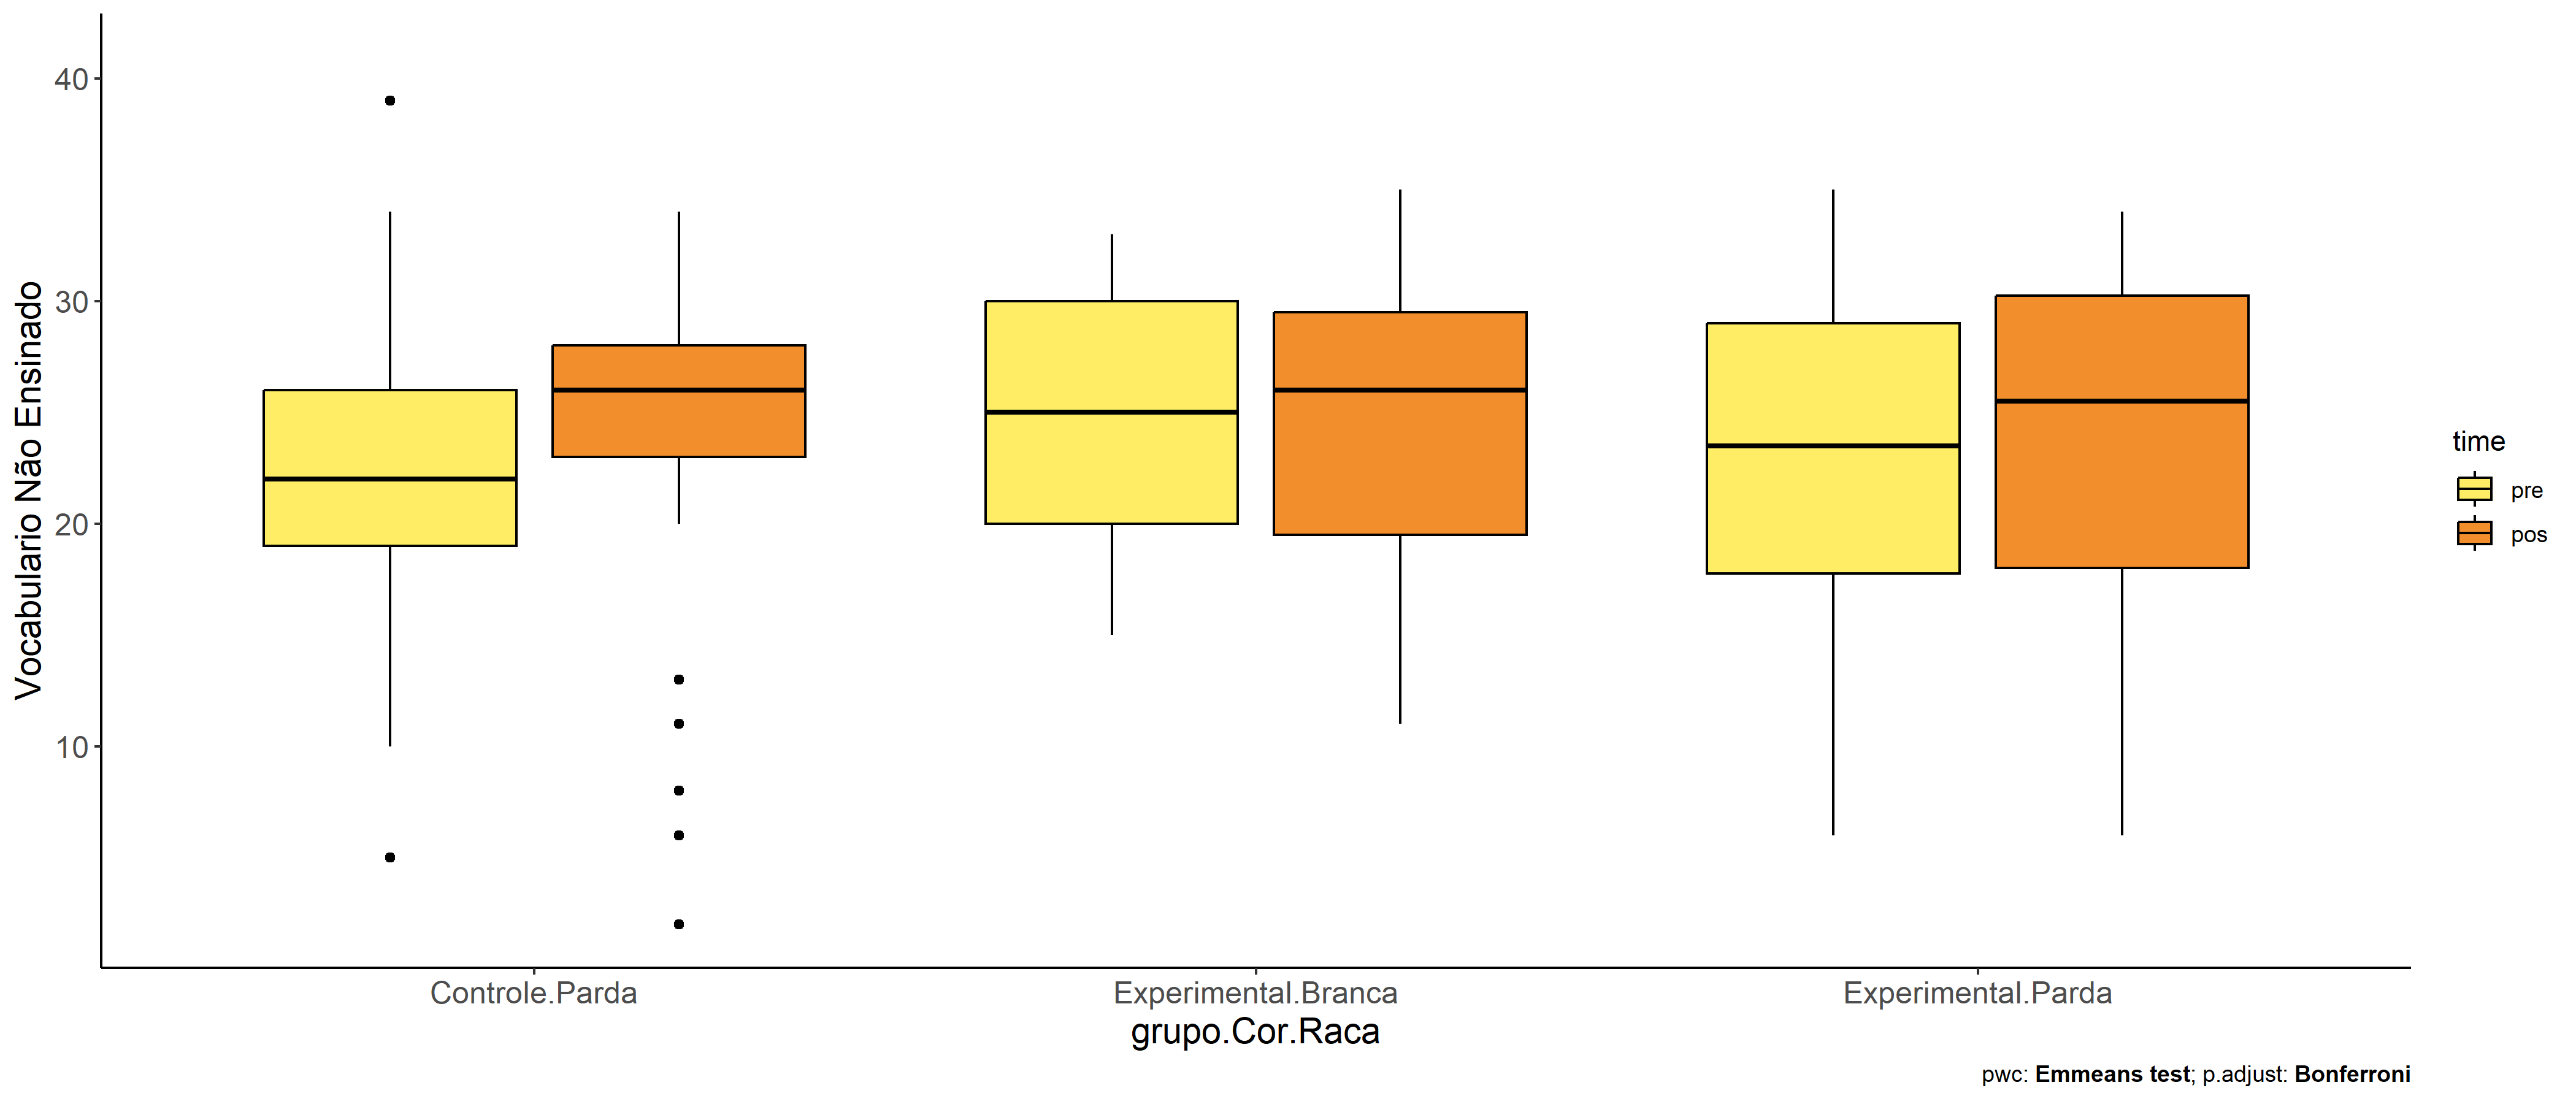 Vocabulario Não Ensinado
40
30
20
10
Controle.Parda
Experimental.Branca
Experimental.Parda
grupo.Cor.Raca
time
pre
pos
pwc: Emmeans test; p.adjust: Bonferroni